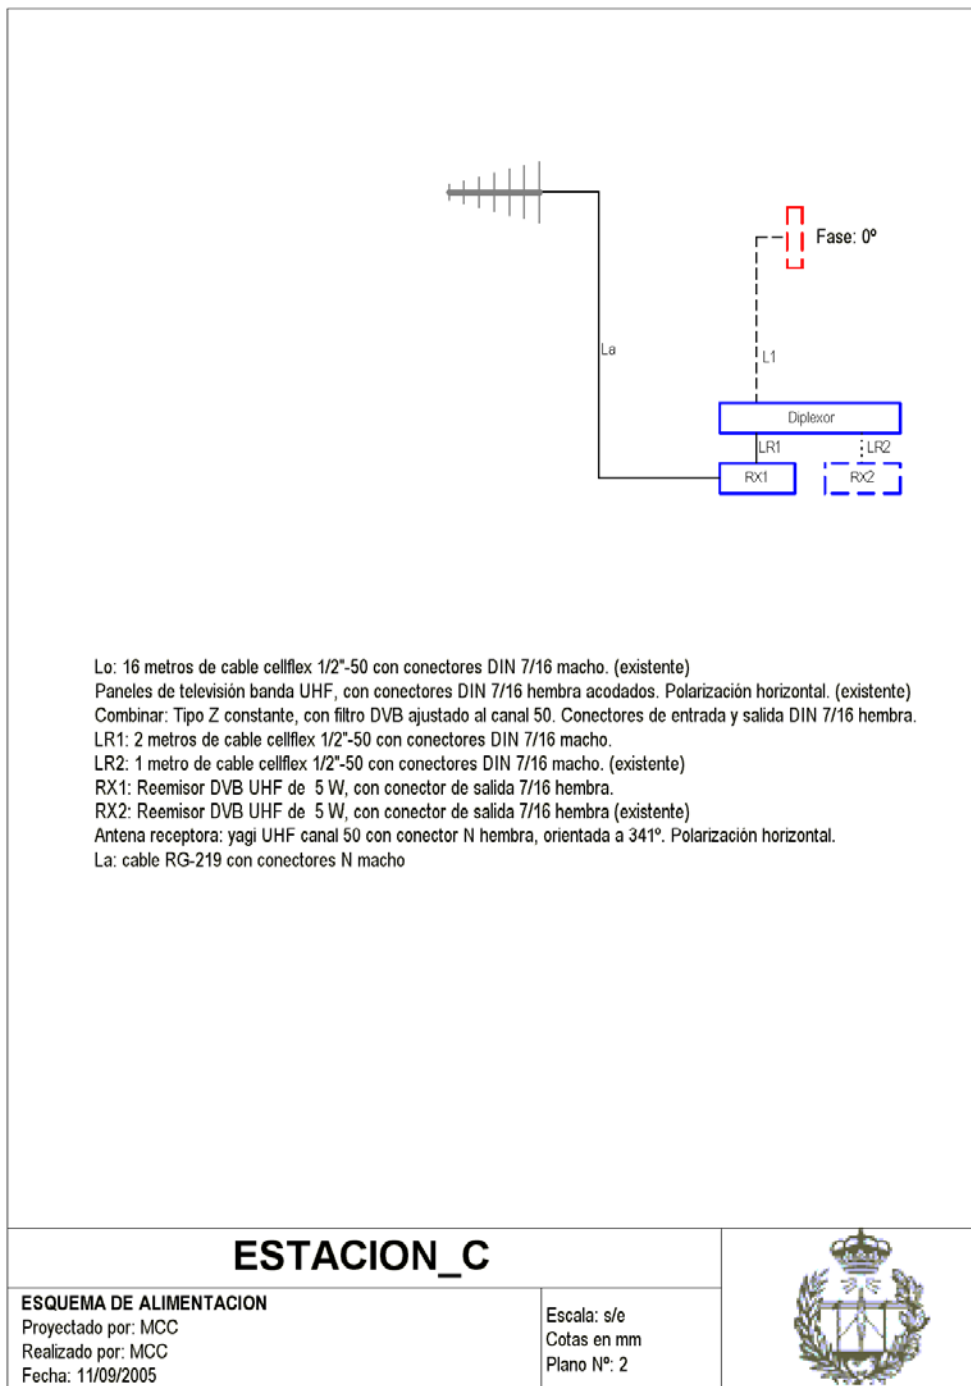 Fase: 0º
La
L1
Diplexor
LR1
LR2
RX1
RX2
Lo: 16 metros de cable cellflex 1/2"-50 con conectores DIN 7/16 macho. (existente)
Paneles de televisión banda UHF, con conectores DIN 7/16 hembra acodados. Polarización horizontal. (existente)
Combinar: Tipo Z constante, con filtro DVB ajustado al canal 50. Conectores de entrada y salida DIN 7/16 hembra.
LR1: 2 metros de cable cellflex 1/2"-50 con conectores DIN 7/16 macho.
LR2: 1 metro de cable cellflex 1/2"-50 con conectores DIN 7/16 macho. (existente)
RX1: Reemisor DVB UHF de 5 W, con conector de salida 7/16 hembra.
RX2: Reemisor DVB UHF de 5 W, con conector de salida 7/16 hembra (existente)
Antena receptora: yagi UHF canal 50 con conector N hembra, orientada a 341º. Polarización horizontal.
La: cable RG-219 con conectores N macho
ESTACION_C
ESQUEMA DE ALIMENTACION
Proyectado por: MCC
Realizado por: MCC
Fecha: 11/09/2005
Escala: s/e
Cotas en mm
Plano Nº: 2